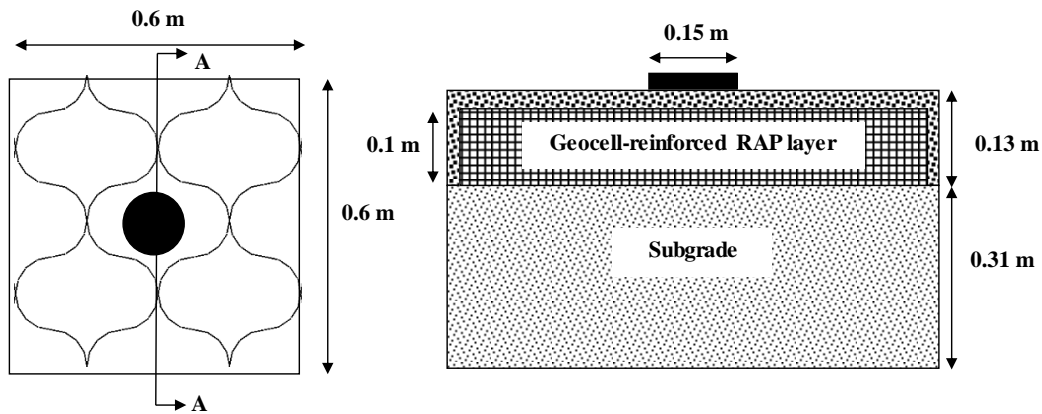 0.6 m
A
0.6 m
A
0.15 m
0.1 m
Geocell-reinforced RAP layer
0.13 m
Subgrade
0.31 m